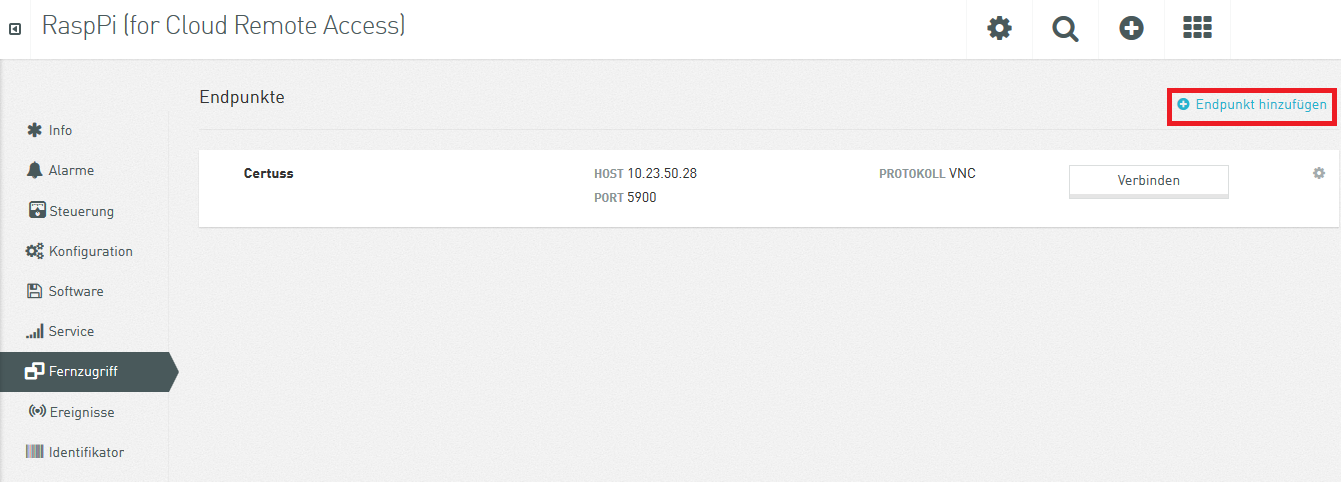 RaspPi (for Cloud Remote Access)
Endpunkte
Endpunkt hinzufügen
Info
Alarme
Steuerung
Konfiguration
Software
Service
Fernzugriff
Ereignisse
Identifikator
Certuss
HOST 10.23.50.28
PORT 5900
PROTOKOLL VNC
Verbinden